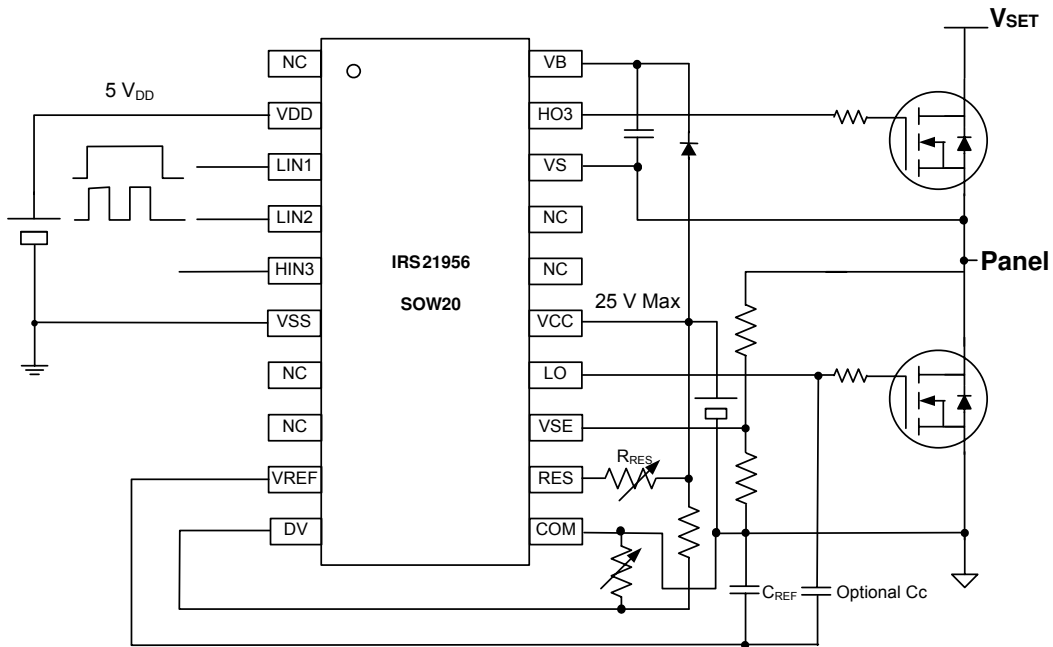 VSET
NC
VB
5 VDD
VDD
HO3
LIN1
VS
LIN2
NC
HIN3
IRS21956
NC
Panel
SOW20
25 V Max
VSS
VCC
NC
LO
NC
VSE
VREF
RES
RRES
DV
COM
CREF
Optional Cc